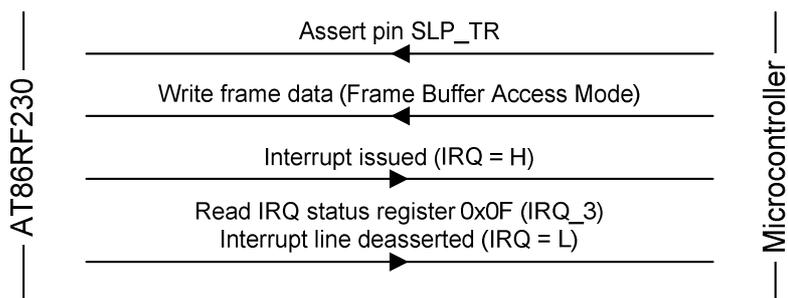 Assert pin SLP_TR
Write frame data (Frame Buffer Access Mode)
Interrupt issued (IRQ = H)
Read IRQ status register 0x0F (IRQ_3)
Interrupt line deasserted (IRQ = L)
AT86RF230
Microcontroller